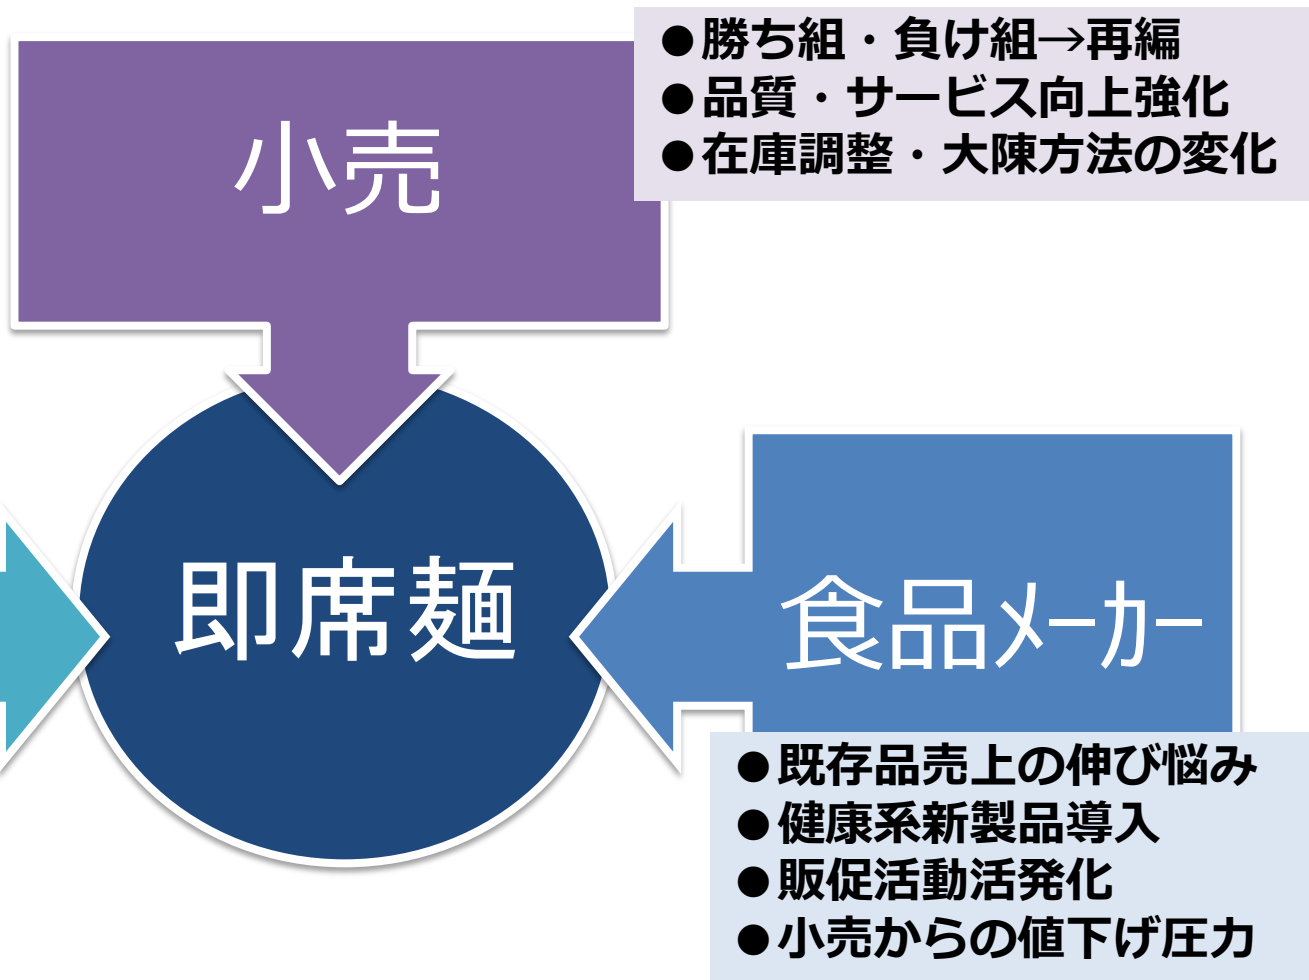 ●勝ち組・負け組→再編
●品質・サービス向上強化
●在庫調整・大陳方法の変化
小売
即席麺
食品ﾒｰｶｰ
●既存品売上の伸び悩み
●健康系新製品導入
●販促活動活発化
●小売からの値下げ圧力